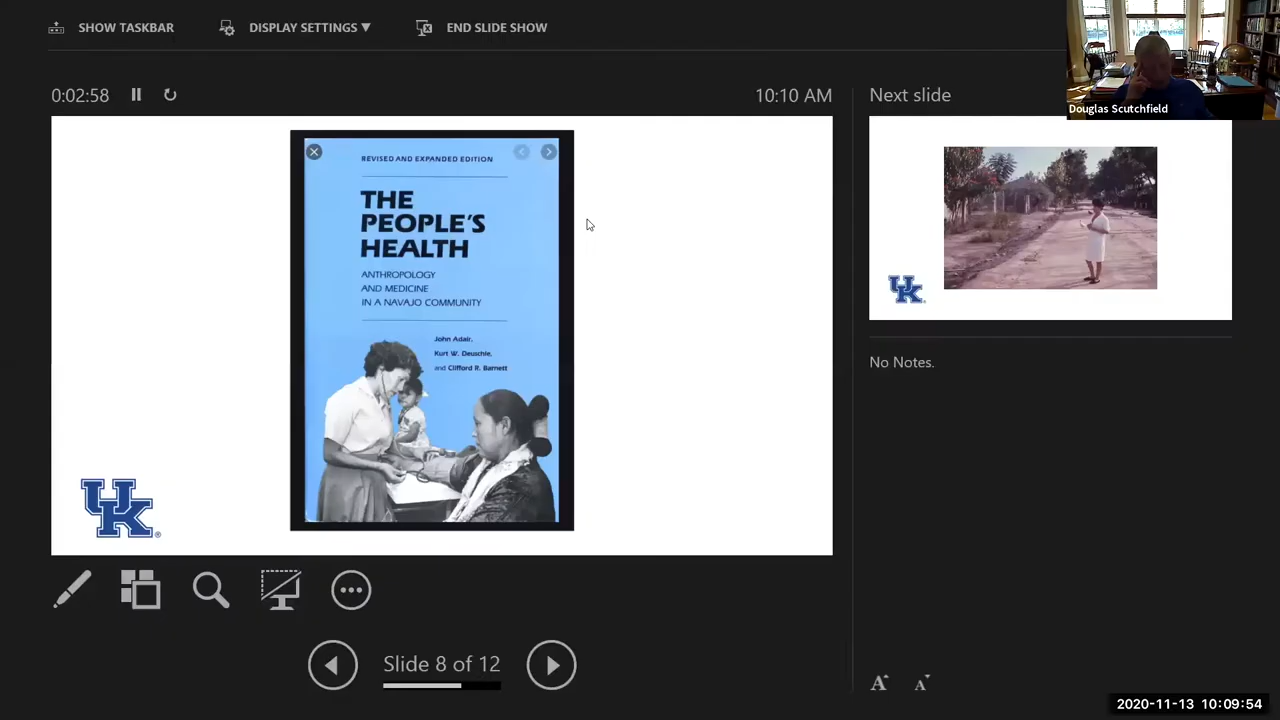 SHOW TASKBAR
DISPLAY SETTINGS ▼
END SLIDE SHOW
Douglas Scutchfield
0:02:58
10:10 AM
Next slide
REVISED AND EXPANDED EDITION
THE
PEOPLE'S
HEALTH
ANTHROPOLOGY
AND MEDICINE
IN A NAVAJO COMMUNITY
John Adair,
Kurt W. Deuschle,
and Clifford R. Barnett
UK®
UK
No Notes.
Slide 8 of 12
A A
2020-11-13 10:09:54